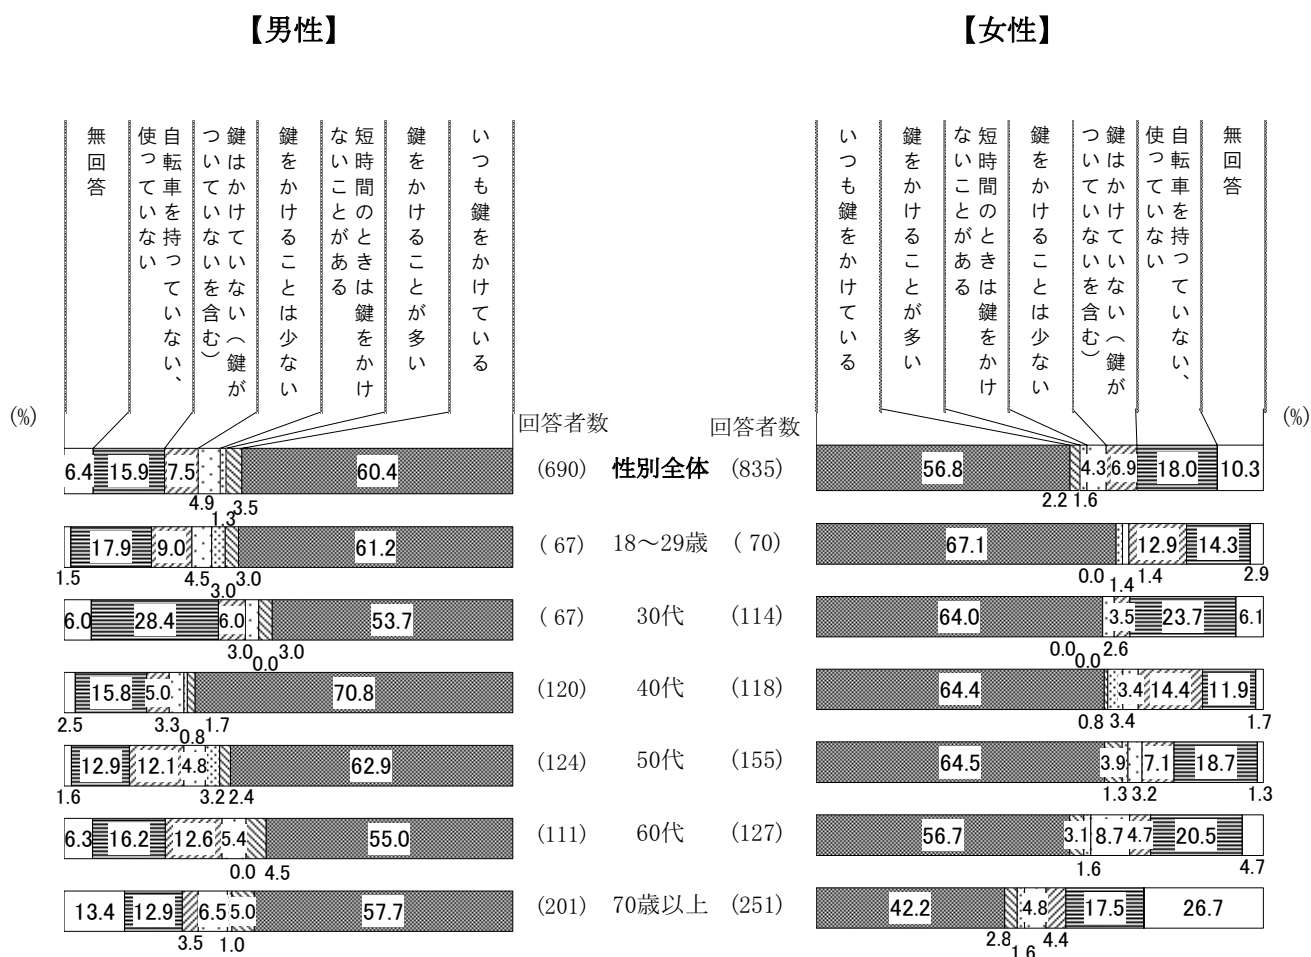 【男性】
【女性】
無回答
自転車を持っていない、
使っていない
鍵はかけていない（鍵が
ついていないを含む）
鍵をかけることは少ない
短時間のときは鍵をかけ
ないことがある
鍵をかけることが多い
いつも鍵をかけている
いつも鍵をかけている
鍵をかけることが多い
短時間のときは鍵をかけ
ないことがある
鍵をかけることは少ない
鍵はかけていない（鍵が
ついていないを含む）
自転車を持っていない、
使っていない
無回答
(%)
回答者数
回答者数
(%)
6.4 15.9 7.5 60.4 (690) 性別全体 (835) 56.8 4.3 6.9 18.0 10.3
4.9 1.3 3.5 2.2 1.6
17.9 9.0 61.2 ( 67) 18～29歳 ( 70) 67.1 12.9 14.3
1.5 4.5 3.0 3.0 0.0 1.4 1.4 2.9
6.0 28.4 6.0 53.7 ( 67) 30代 (114) 64.0 3.5 23.7 6.1
3.0 0.0 3.0 0.0 0.0 2.6
15.8 5.0 70.8 (120) 40代 (118) 64.4 3.4 14.4 11.9
2.5 3.3 0.8 1.7 0.8 3.4 1.7
12.9 12.1 4.8 62.9 (124) 50代 (155) 64.5 3.9 7.1 18.7
1.6 3.2 2.4 1.3 3.2 1.3
6.3 16.2 12.6 5.4 55.0 (111) 60代 (127) 56.7 3.1 8.7 4.7 20.5
0.0 4.5 1.6 4.7
13.4 12.9 6.5 5.0 57.7 (201) 70歳以上 (251) 42.2 4.8 17.5 26.7
3.5 1.0 2.8 1.6 4.4